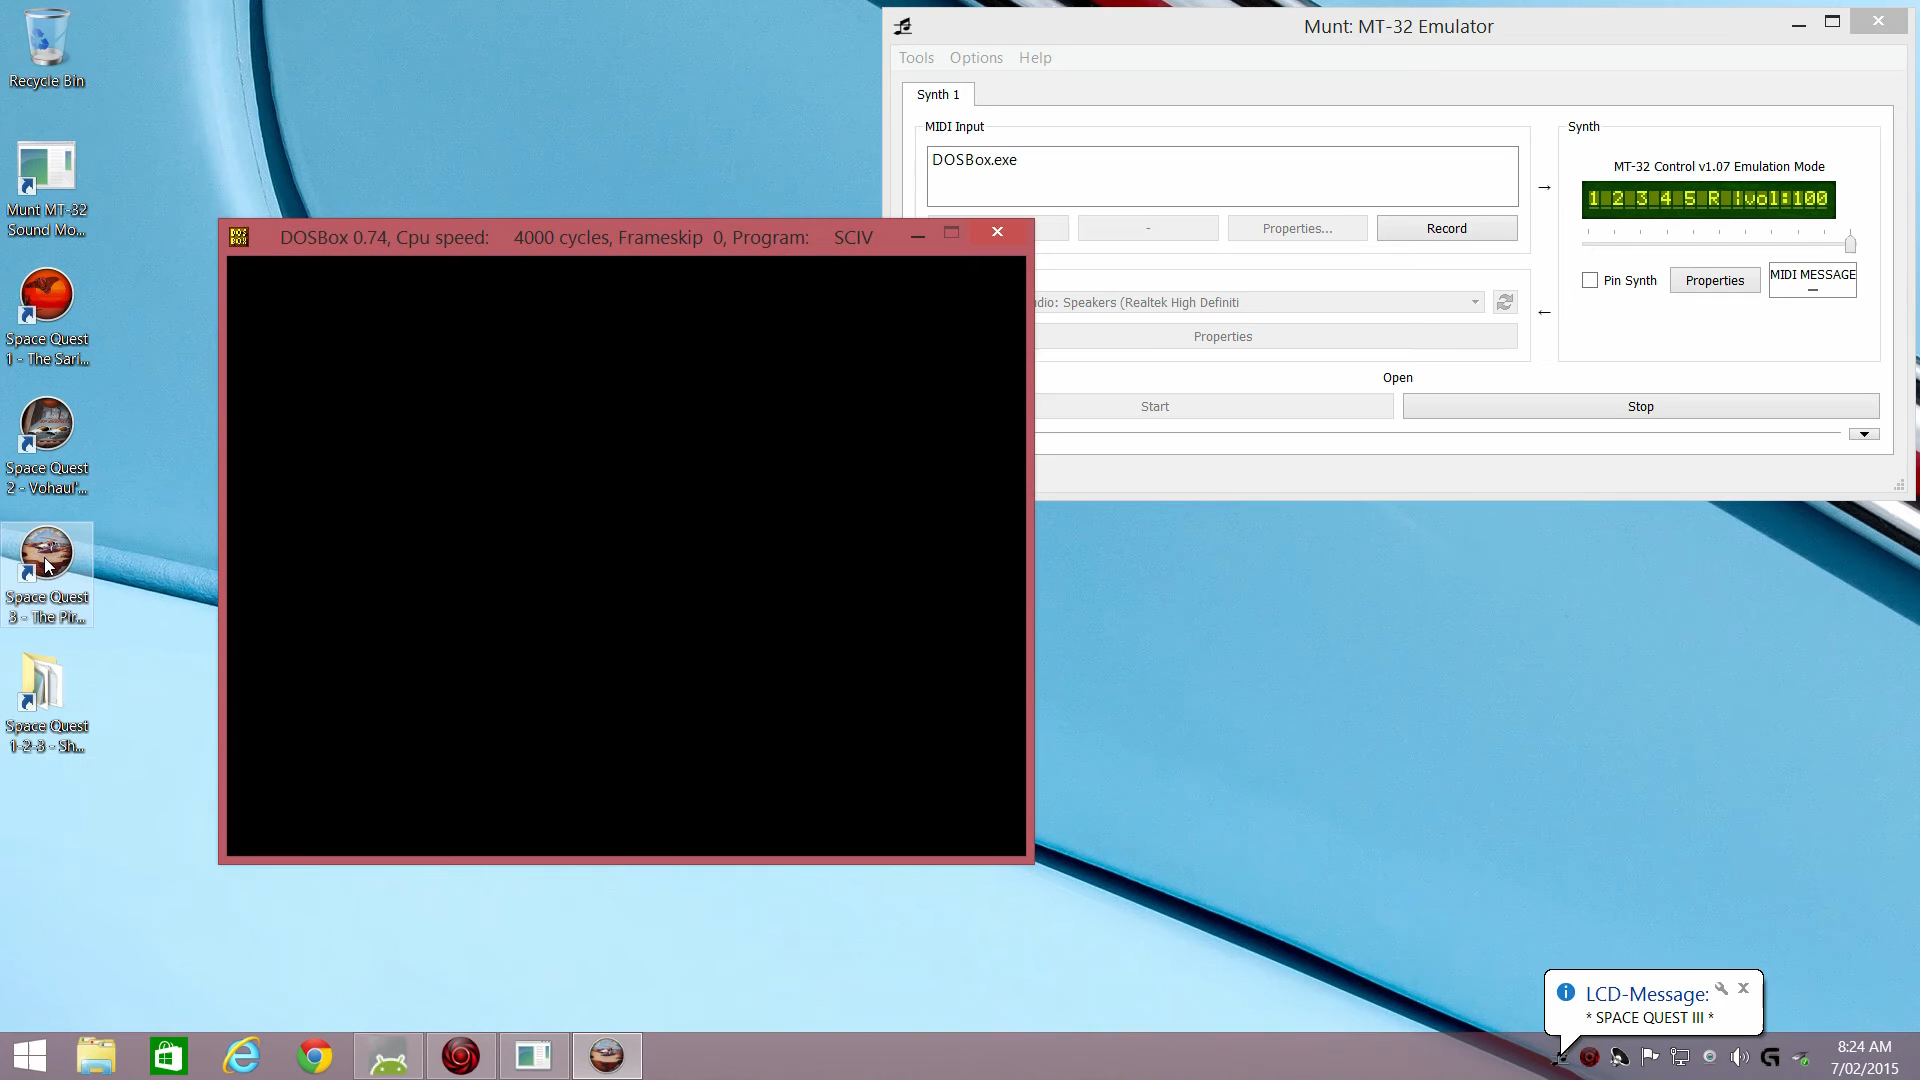 Recycle Bin
Munt MT-32
Sound Mo...
Space Quest
1 - The Sari...
Space Quest
2 - Vohaul'...
Space Quest
3 - The Pir...
Space Quest
1-2-3 - Sh...
Munt: MT-32 Emulator
Tools Options Help
Synth 1
MIDI Input
DOSBox.exe
-
Properties...
Record
Synth
MT-32 Control v1.07 Emulation Mode
1 2 3 4 5 R |vol:100
Pin Synth
Properties
MIDI MESSAGE
dio: Speakers (Realtek High Definiti
Properties
Open
Start
Stop
DOSBox 0.74, Cpu speed: 4000 cycles, Frameskip 0, Program: SCIV
LCD-Message:
* SPACE QUEST III *
8:24 AM
7/02/2015